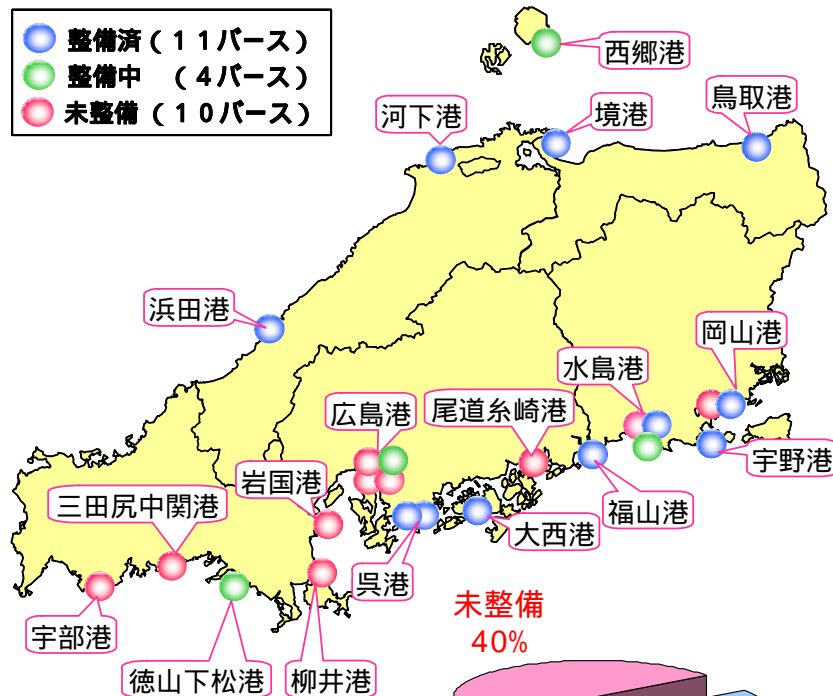 整備済（１１バース）
整備中　（４バース）
未整備（１０バース）
西郷港
鳥取港
境港
河下港
浜田港
岡山港
水島港
尾道糸崎港
広島港
宇野港
岩国港
三田尻中関港
福山港
大西港
呉港
宇部港
徳山下松港
柳井港
未整備
40%